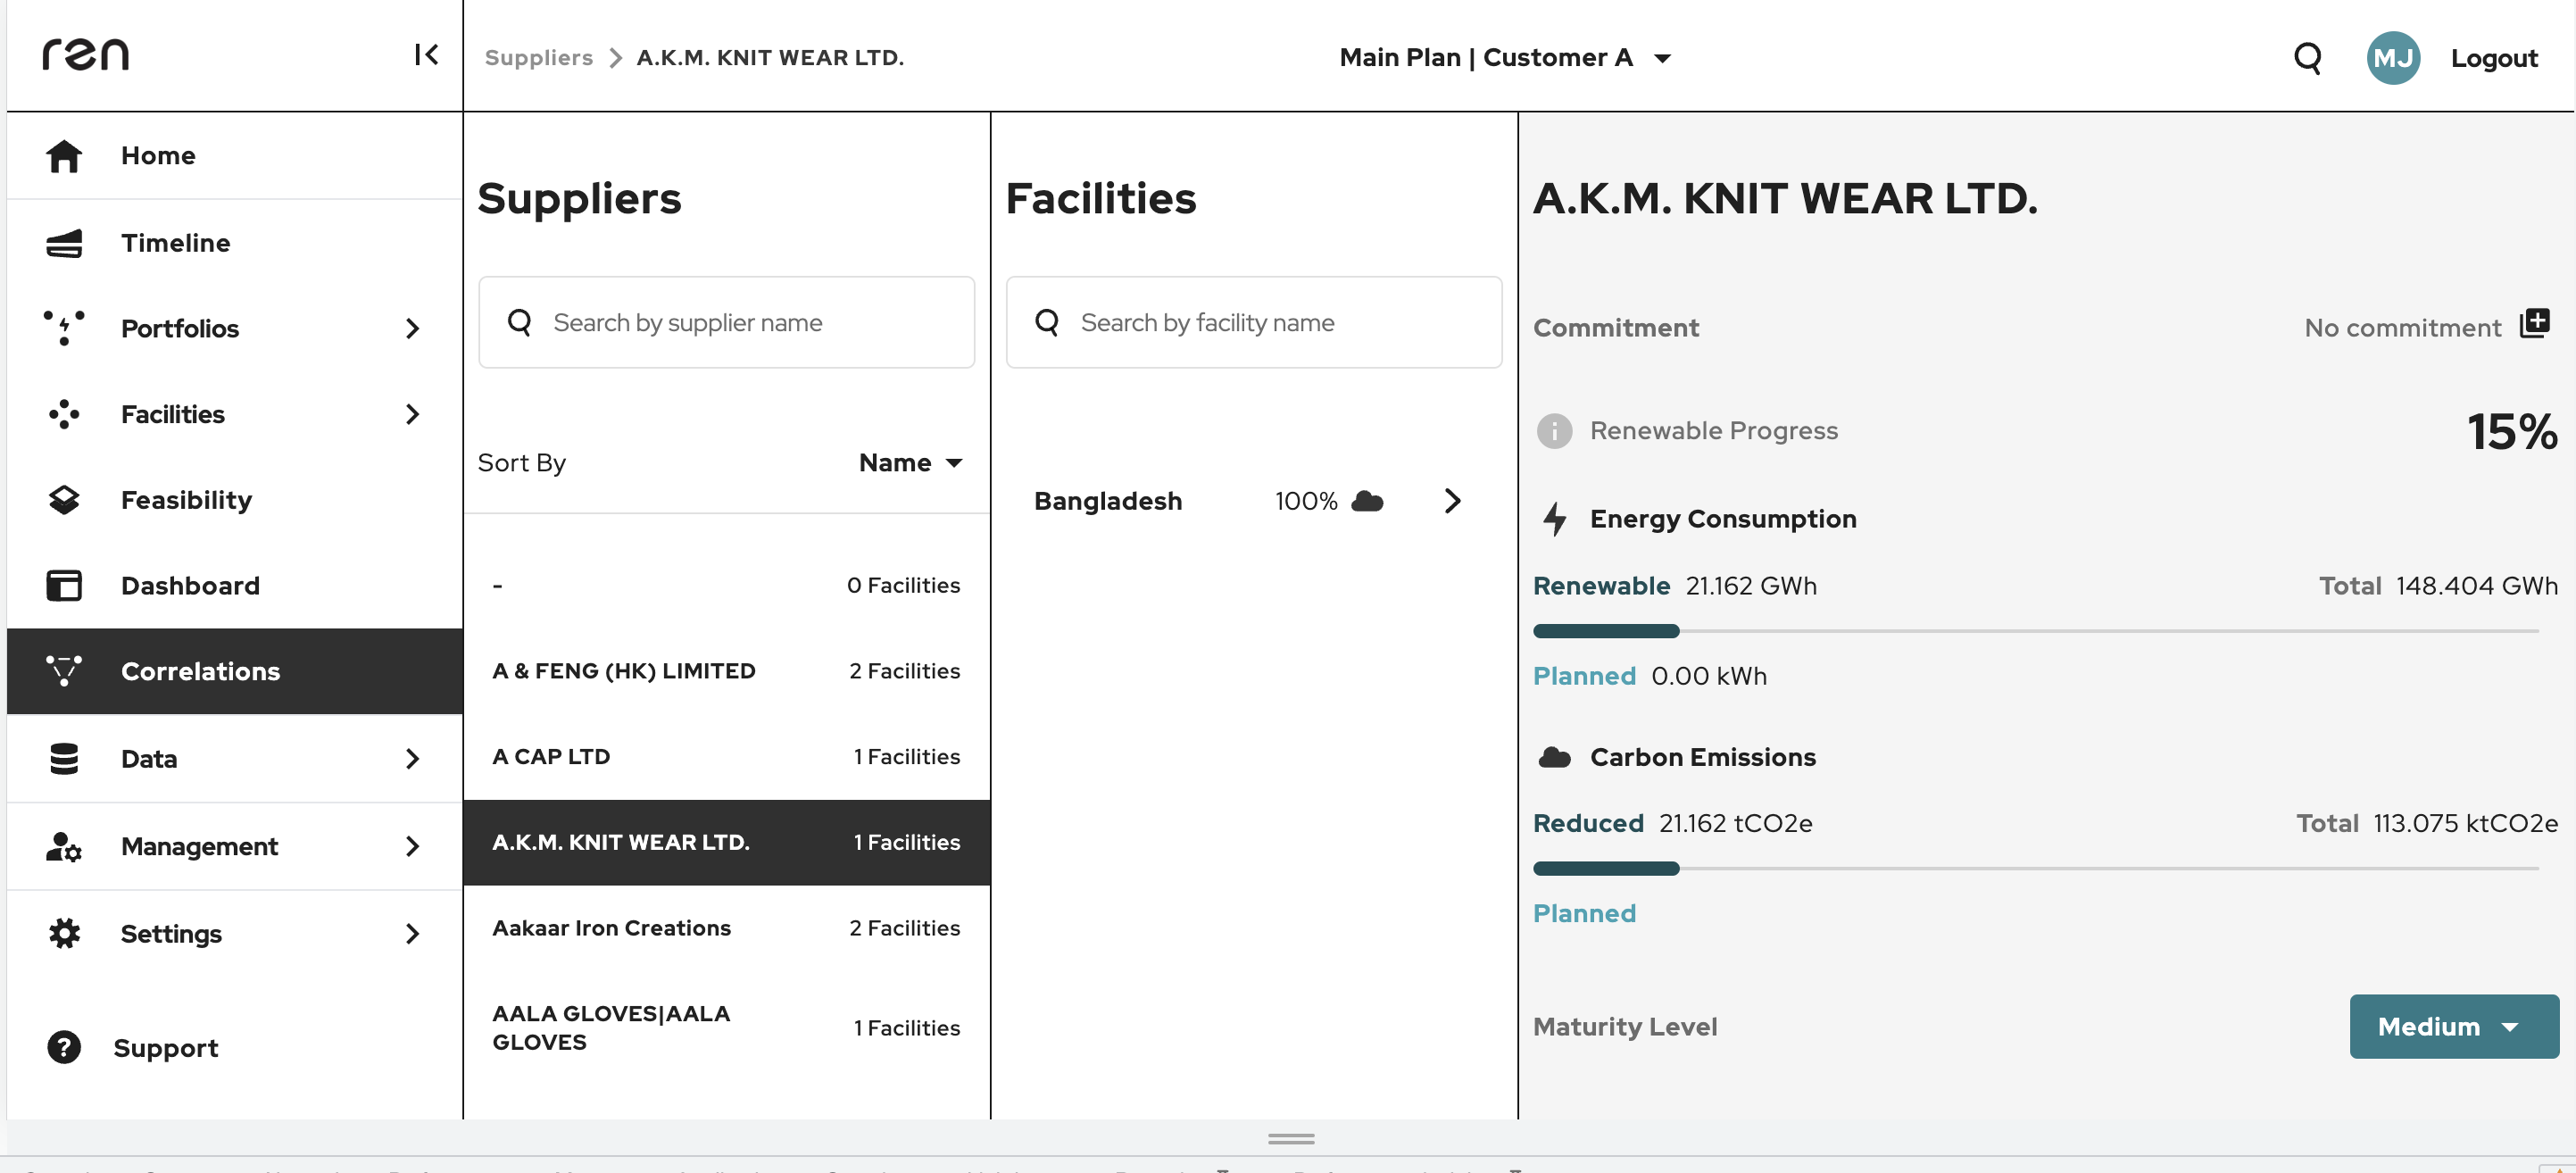 ren
Suppliers > A.K.M. KNIT WEAR LTD.
Main Plan | Customer A
MJ
Logout
Home
Timeline
Portfolios
Facilities
Feasibility
Dashboard
Correlations
Data
Management
Settings
Support
Suppliers
Search by supplier name
Sort By Name
- 0 Facilities
A & FENG (HK) LIMITED 2 Facilities
A CAP LTD 1 Facilities
A.K.M. KNIT WEAR LTD. 1 Facilities
Aakaar Iron Creations 2 Facilities
AALA GLOVES|AALA
GLOVES 1 Facilities
Facilities
Search by facility name
Bangladesh 100%
A.K.M. KNIT WEAR LTD.
Commitment No commitment
Renewable Progress 15%
Energy Consumption
Renewable 21.162 GWh Total 148.404 GWh
Planned 0.00 kWh
Carbon Emissions
Reduced 21.162 tCO2e Total 113.075 ktCO2e
Planned
Maturity Level Medium